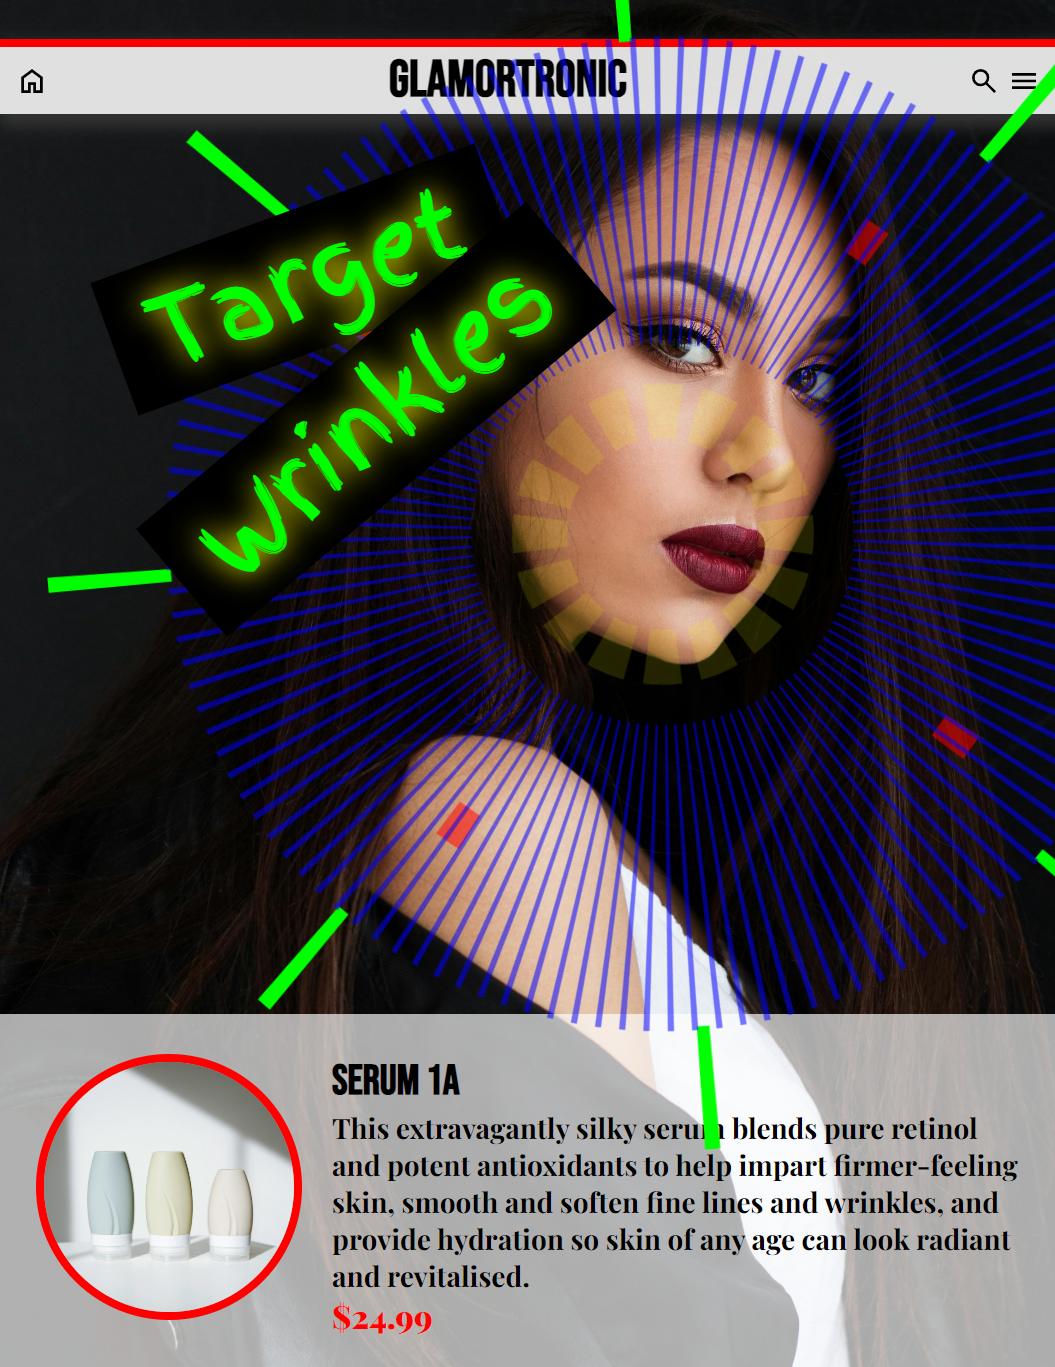 GLAMORTRONIC
Target
Wrinkles
SERUM 1A
This extravagantly silky serum blends pure retinol
and potent antioxidants to help impart firmer-feeling
skin, smooth and soften fine lines and wrinkles, and
provide hydration so skin of any age can look radiant
and revitalised.
$24.99